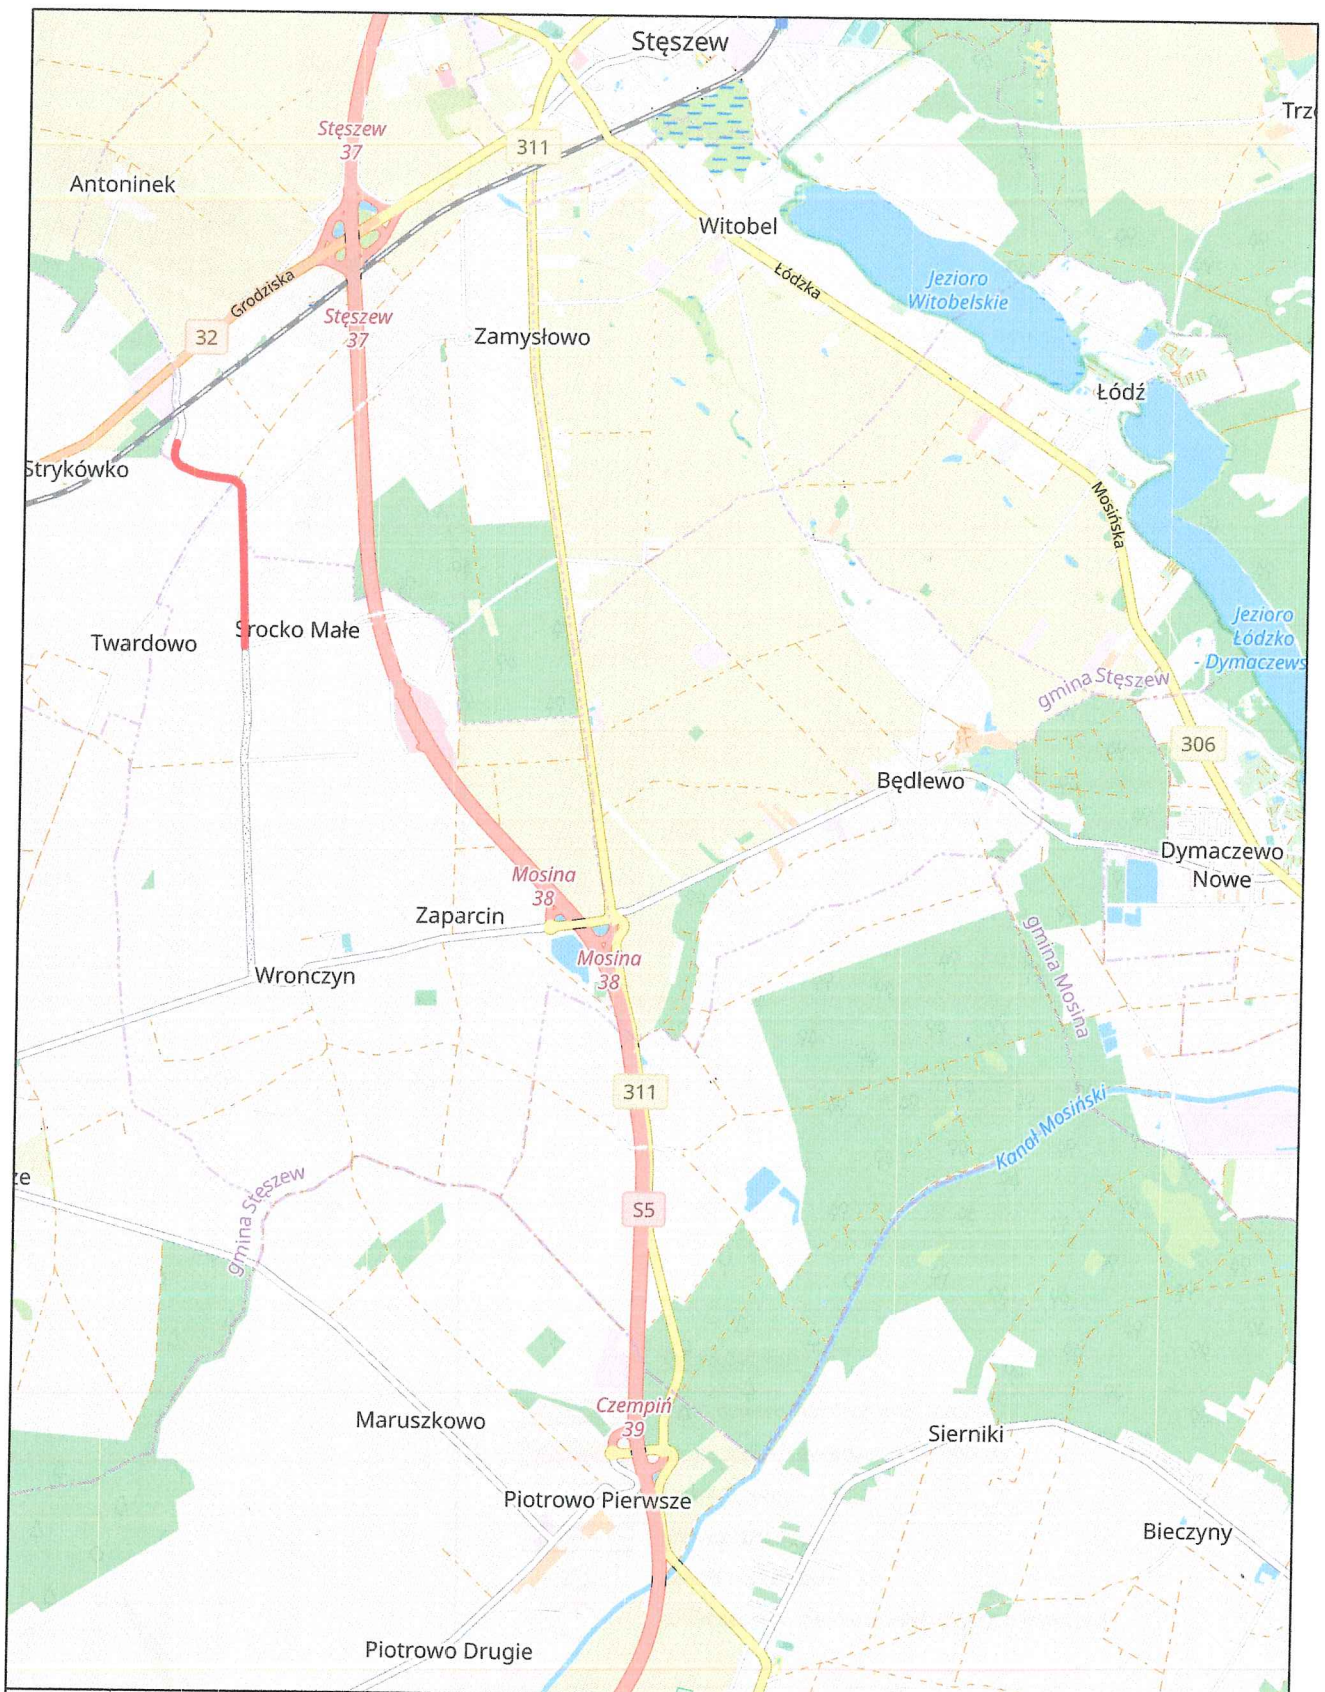 Stęszew
Stęszew
37
311
Antoninek
Witobel
Łódzka
Jezioro
Witobelskie
Grodziska
Stęszew
37
32
Zamysłowo
Łódź
Strykówko
Mosińska
Jezioro
Łódzko
- Dymaczews
Srocko Małe
Twardowo
gmina Stęszew
306
Będlewo
Dymaczewo
Nowe
Mosina
38
Zaparcin
Mosina
38
Wronczyn
gmina Mosina
311
Kanał Mosiński
gmina Stęszew
S5
Czempiń
39
Maruszkowo
Sierniki
Piotrowo Pierwsze
Bieczyny
Piotrowo Drugie